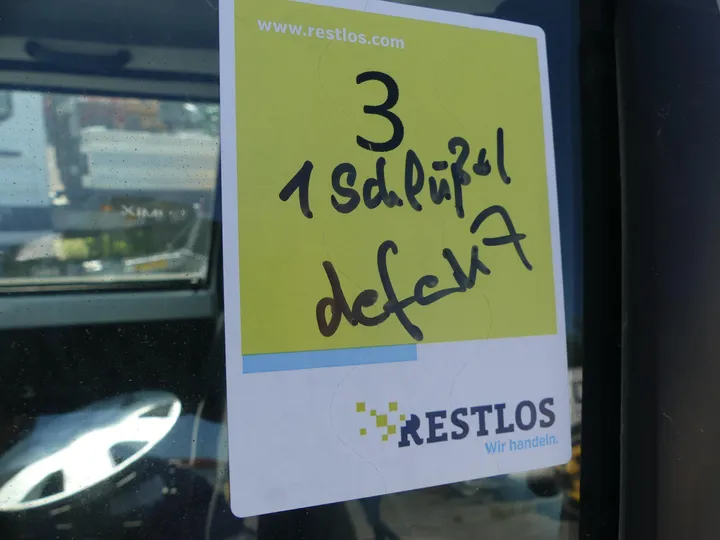 www.restlos.com
3
1 Schlüßel
defekt
RESTLOS
Wir handeln.